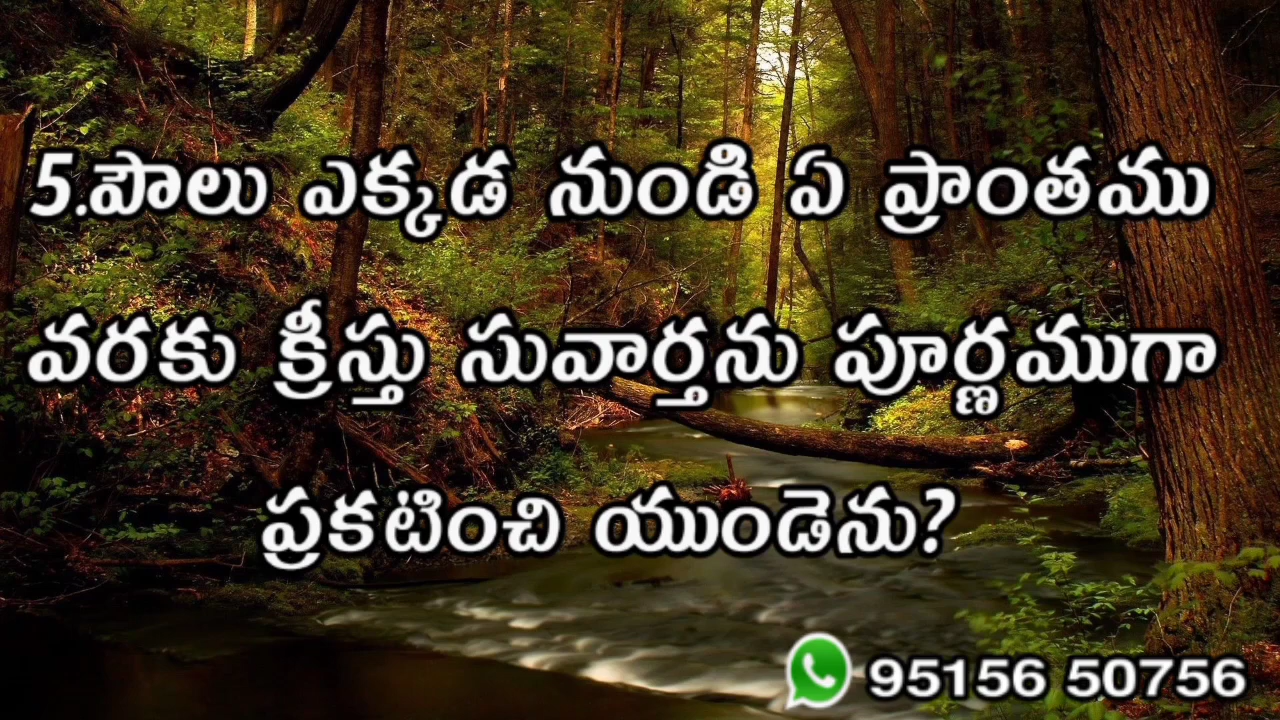 5.పౌలు ఎక్కడ నుండి ఏ ప్రాంతము
వరకు క్రీస్తు సువార్తను పూర్ణముగా
ప్రకటించి యుండెను?
95156 50756